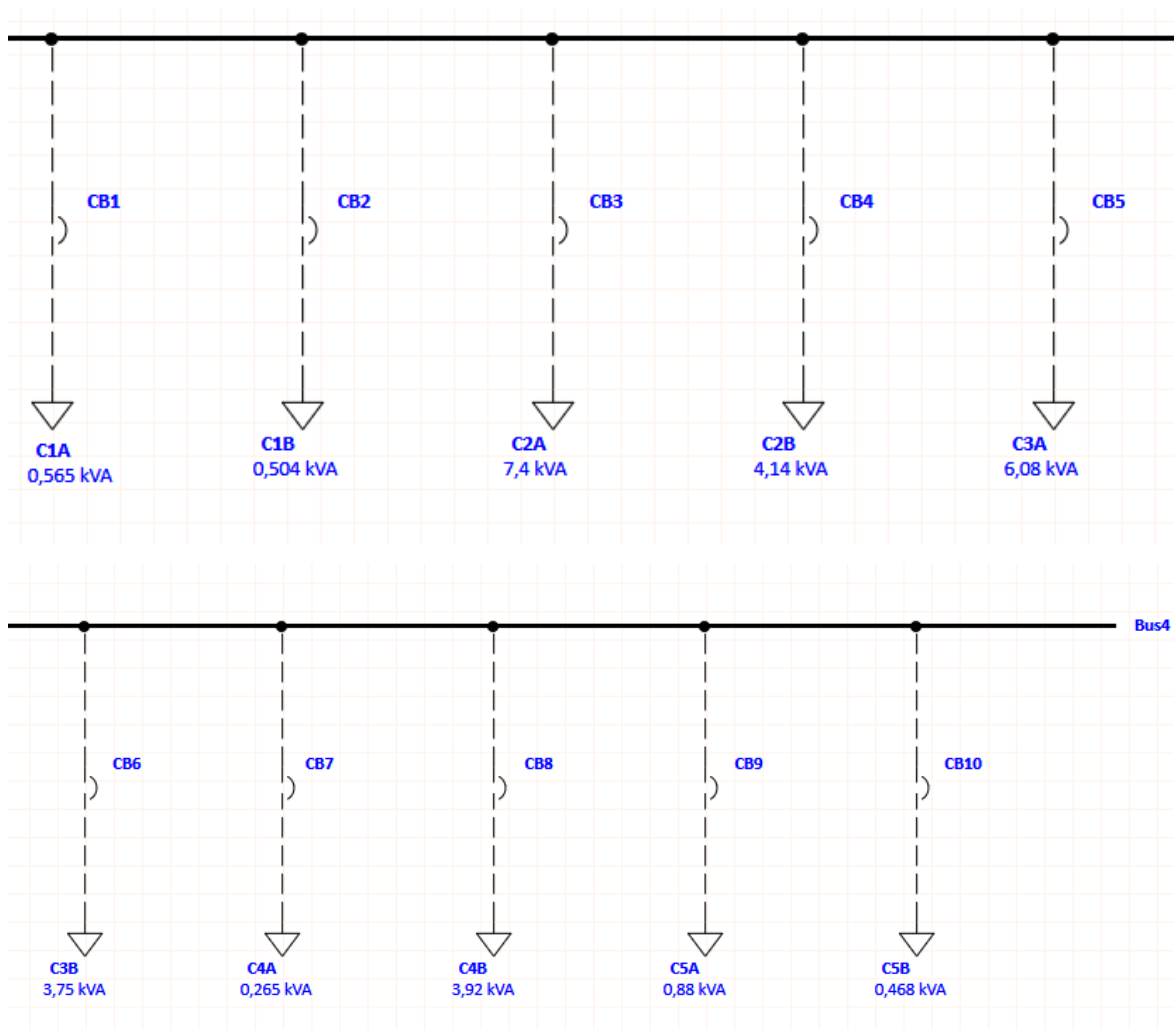 CB1
CB2
CB3
CB4
CB5
C1A
0,565 kVA
C1B
0,504 kVA
C2A
7,4 kVA
C2B
4,14 kVA
C3A
6,08 kVA
Bus4
CB6
CB7
CB8
CB9
CB10
C3B
3,75 kVA
C4A
0,265 kVA
C4B
3,92 kVA
C5A
0,88 kVA
C5B
0,468 kVA